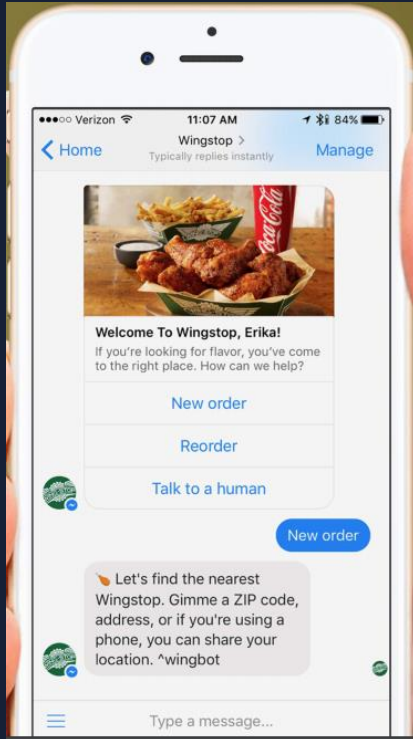 Verizon 11:07 AM 84%
Home Wingstop > Manage
Typically replies instantly
Coca-Cola
Welcome To Wingstop, Erika!
If you're looking for flavor, you've come
to the right place. How can we help?
New order
Reorder
Talk to a human
New order
Let's find the nearest
Wingstop. Gimme a ZIP code,
address, or if you're using a
phone, you can share your
location. ^wingbot
Type a message...